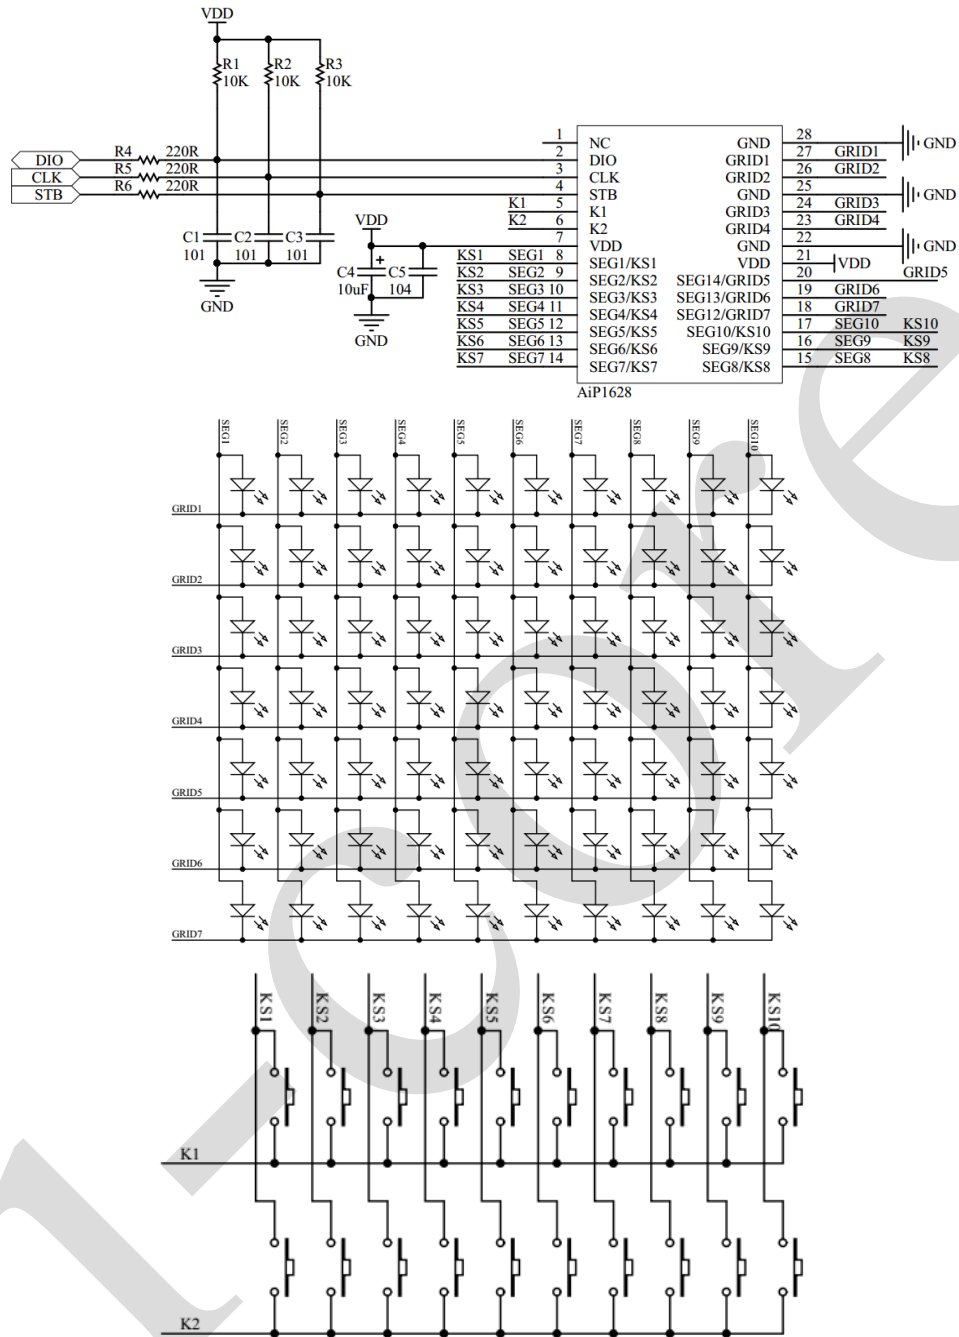 VDD
R1 R2 R3
10K 10K 10K
1 NC GND 28 GND
DIO R4 220R 2 DIO GRID1 27 GRID1
CLK R5 220R 3 CLK GRID2 26 GRID2
STB R6 220R 4 STB GND 25 GND
K1 5 K1 GRID3 24 GRID3
K2 6 K2 GRID4 23 GRID4
C1 C2 C3 VDD 7 VDD GND 22 GND
101 101 101
KS1 SEG1 8 SEG1/KS1 VDD 21 VDD
C4 C5 KS2 SEG2 9 SEG2/KS2 SEG14/GRID5 20 GRID5
10uF 104 KS3 SEG3 10 SEG3/KS3 SEG13/GRID6 19 GRID6
GND KS4 SEG4 11 SEG4/KS4 SEG12/GRID7 18 GRID7
KS5 SEG5 12 SEG5/KS5 SEG10/KS10 17 SEG10 KS10
GND KS6 SEG6 13 SEG6/KS6 SEG9/KS9 16 SEG9 KS9
KS7 SEG7 14 SEG7/KS7 SEG8/KS8 15 SEG8 KS8
AiP1628
SEG1 SEG2 SEG3 SEG4 SEG5 SEG6 SEG7 SEG8 SEG9 SEG10
GRID1
GRID2
GRID3
GRID4
GRID5
GRID6
GRID7
KS1 KS2 KS3 KS4 KS5 KS6 KS7 KS8 KS9 KS10
K1
K2